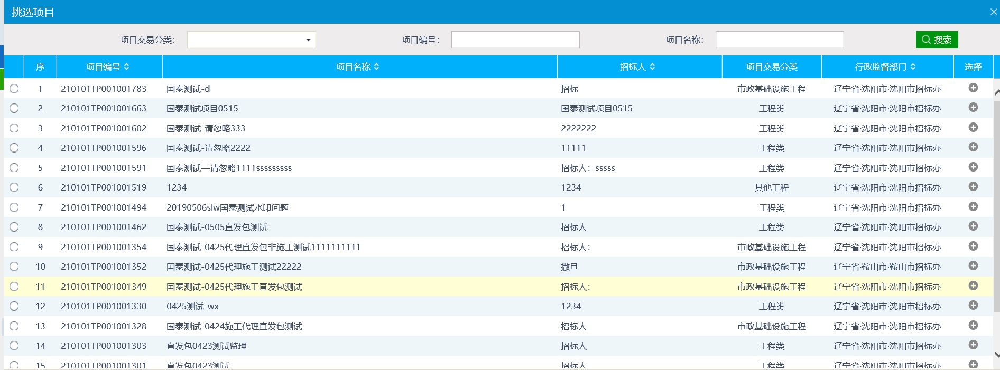 挑选项目
项目交易分类： 项目编号： 项目名称： 搜索
序 项目编号 项目名称 招标人 项目交易分类 行政监督部门 选择
1 210101TP001001783 国泰测试-d 招标 市政基础设施工程 辽宁省·沈阳市·沈阳市招标办
2 210101TP001001663 国泰测试项目0515 国泰测试项目0515 工程类 辽宁省·沈阳市·沈阳市招标办
3 210101TP001001602 国泰测试-请忽略333 2222222 工程类 辽宁省·沈阳市·沈阳市招标办
4 210101TP001001596 国泰测试-请忽略2222 11111 工程类 辽宁省·沈阳市·沈阳市招标办
5 210101TP001001591 国泰测试—请忽略1111sssssssss 招标人：sssss 工程类 辽宁省·沈阳市·沈阳市招标办
6 210101TP001001519 1234 1234 其他工程 辽宁省·沈阳市·沈阳市招标办
7 210101TP001001494 20190506slw国泰测试水印问题 1 工程类 辽宁省·沈阳市·沈阳市招标办
8 210101TP001001462 国泰测试-0505直发包测试 招标人 工程类 辽宁省·沈阳市·沈阳市招标办
9 210101TP001001354 国泰测试-0425代理直发包非施工测试1111111111 招标人： 市政基础设施工程 辽宁省·沈阳市·沈阳市招标办
10 210101TP001001352 国泰测试-0425代理施工测试22222 撒旦 市政基础设施工程 辽宁省·鞍山市·鞍山市招标办
11 210101TP001001349 国泰测试-0425代理施工直发包测试 招标人： 市政基础设施工程 辽宁省·沈阳市·沈阳市招标办
12 210101TP001001330 0425测试-wx 1234 工程类 辽宁省·沈阳市·沈阳市招标办
13 210101TP001001328 国泰测试-0424施工代理直发包测试 招标人 市政基础设施工程 辽宁省·沈阳市·沈阳市招标办
14 210101TP001001303 直发包0423测试监理 招标人 工程类 辽宁省·沈阳市·沈阳市招标办
15 210101TP001001301 直发包0423测试 招标人 工程类 辽宁省·沈阳市·沈阳市招标办